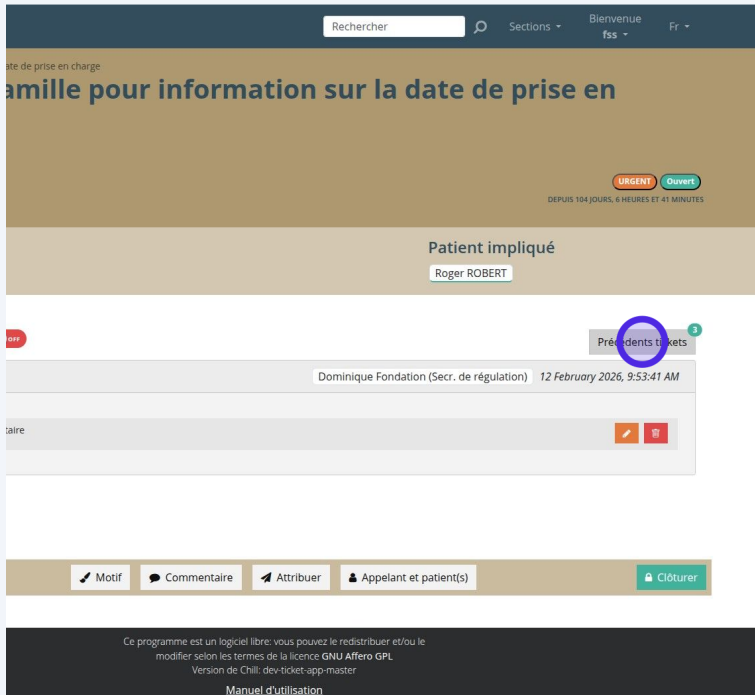 Rechercher
Sections
Bienvenue
fss
Fr
ate de prise en charge
amille pour information sur la date de prise en
URGENT Ouvert
DEPUIS 104 JOURS, 6 HEURES ET 41 MINUTES
Patient impliqué
Roger ROBERT
OFF
3
Précédents tickets
Dominique Fondation (Secr. de régulation) 12 February 2026, 9:53:41 AM
taire
Motif Commentaire Attribuer Appelant et patient(s) Clôturer
Ce programme est un logiciel libre: vous pouvez le redistribuer et/ou le
modifier selon les termes de la licence GNU Affero GPL
Version de Chill: dev-ticket-app-master
Manuel d'utilisation